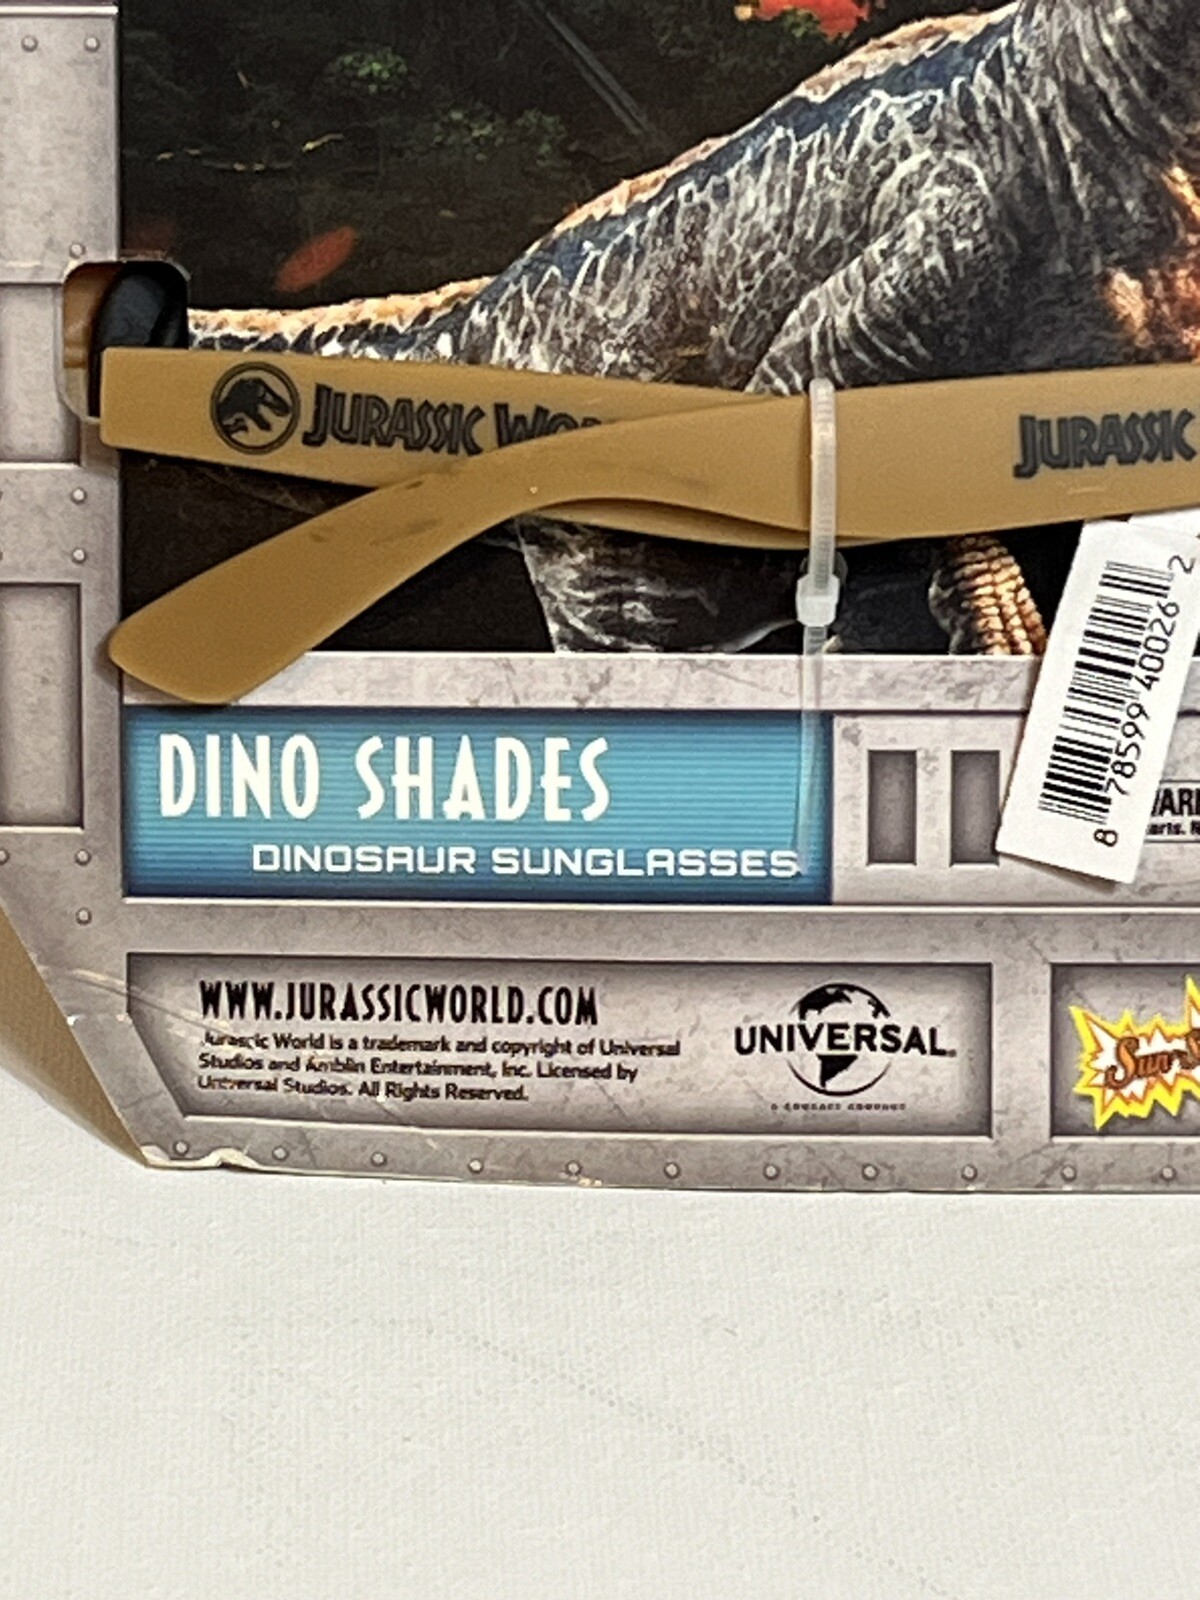 JURASSIC WO
JURASSIC
8 78599 40026 2
DINO SHADES
DINOSAUR SUNGLASSES
WWW.JURASSICWORLD.COM
Jurassic World is a trademark and copyright of Universal
Studios and Amblin Entertainment, Inc. Licensed by
Universal Studios. All Rights Reserved.
UNIVERSAL
Sun-S